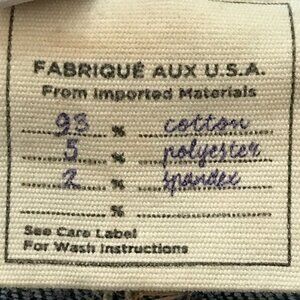 FABRIQUÉ AUX U.S.A.
From Imported Materials
93 % cotton
5 % polyester
2 % spandex
%
See Care Label
For Wash Instructions